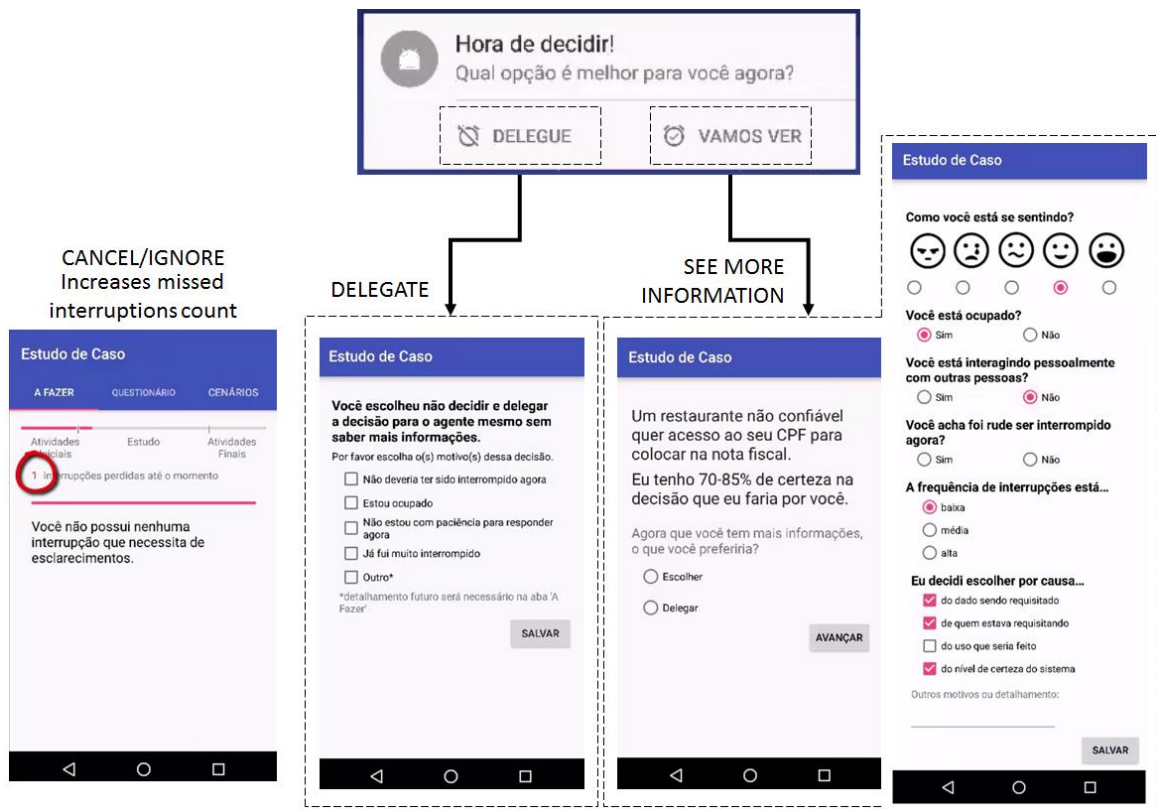 Hora de decidir!
Qual opção é melhor para você agora?
DELEGUE
VAMOS VER
CANCEL/IGNORE
Increases missed
interruptions count
DELEGATE
SEE MORE
INFORMATION
Estudo de Caso
A FAZER
QUESTIONÁRIO
CENÁRIOS
Atividades
Iniciais
Estudo
Atividades
Finais
1 interrupções perdidas até o momento
Você não possui nenhuma
interrupção que necessita de
esclarecimentos.
Estudo de Caso
Você escolheu não decidir e delegar
a decisão para o agente mesmo sem
saber mais informações.
Por favor escolha o(s) motivo(s) dessa decisão.
Não deveria ter sido interrompido agora
Estou ocupado
Não estou com paciência para responder
agora
Já fui muito interrompido
Outro*
*detalhamento futuro será necessário na aba 'A
Fazer'
SALVAR
Estudo de Caso
Um restaurante não confiável
quer acesso ao seu CPF para
colocar na nota fiscal.
Eu tenho 70-85% de certeza na
decisão que eu faria por você.
Agora que você tem mais informações,
o que você preferiria?
Escolher
Delegar
AVANÇAR
Estudo de Caso
Como você está se sentindo?
Você está ocupado?
Sim
Não
Você está interagindo pessoalmente
com outras pessoas?
Sim
Não
Você acha foi rude ser interrompido
agora?
Sim
Não
A frequência de interrupções está...
baixa
média
alta
Eu decidi escolher por causa...
do dado sendo requisitado
de quem estava requisitando
do uso que seria feito
do nível de certeza do sistema
Outros motivos ou detalhamento:
SALVAR